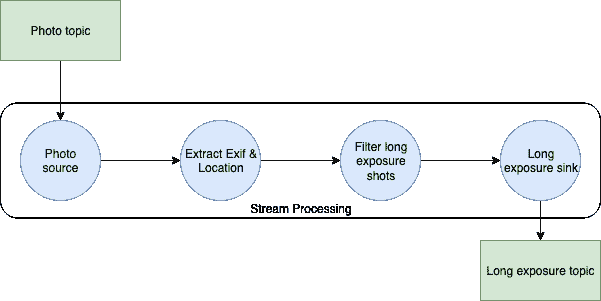 Photo topic
Photo
source
Extract Exif &
Location
Filter long
exposure
shots
Long
exposure sink
Stream Processing
Long exposure topic